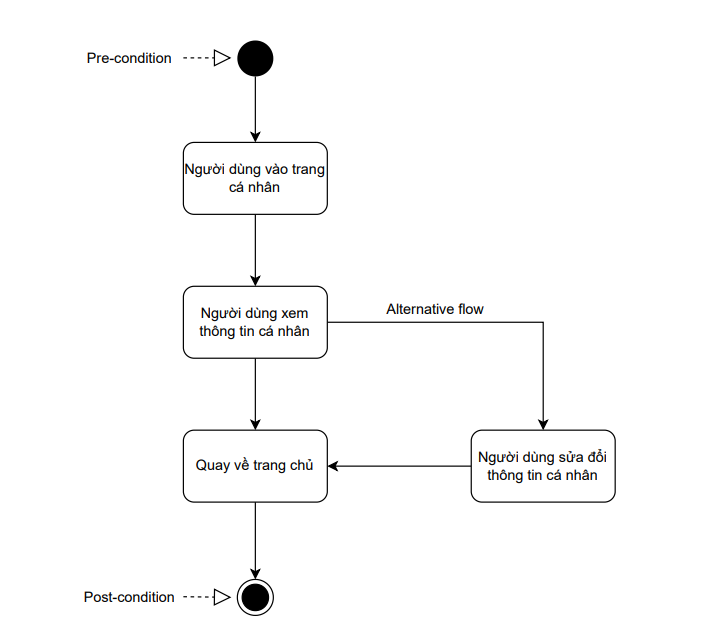 Pre-condition
Người dùng vào trang
cá nhân
Người dùng xem
thông tin cá nhân
Alternative flow
Quay về trang chủ
Người dùng sửa đổi
thông tin cá nhân
Post-condition